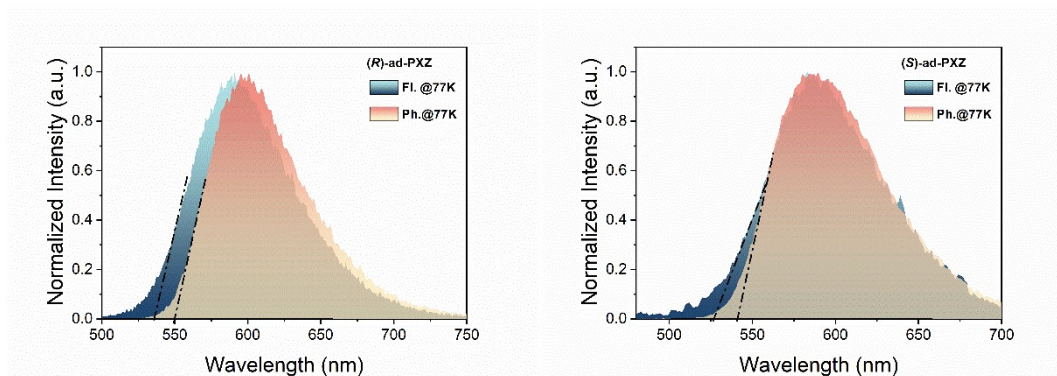 (R)-ad-PXZ
Fl. @77K
Ph.@77K
Normalized Intensity (a.u.)
1.0
0.8
0.6
0.4
0.2
0.0
500 550 600 650 700 750
Wavelength (nm)
(S)-ad-PXZ
Fl. @77K
Ph.@77K
Normalized Intensity (a.u.)
1.0
0.8
0.6
0.4
0.2
0.0
500 550 600 650 700
Wavelength (nm)